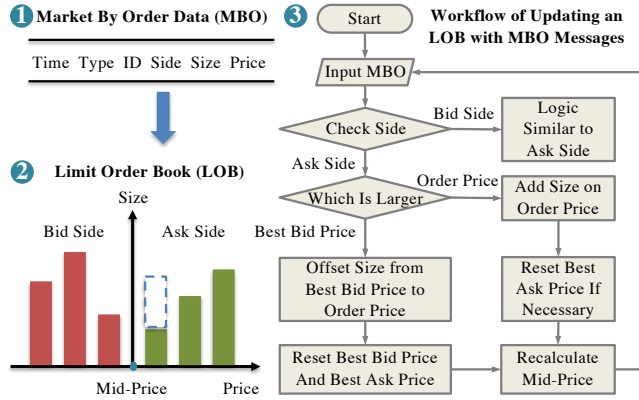 1 Market By Order Data (MBO)
Time Type ID Side Size Price
2 Limit Order Book (LOB)
Size
Bid Side
Ask Side
Mid-Price
Price
3
Workflow of Updating an
LOB with MBO Messages
Start
Input MBO
Check Side
Bid Side
Logic
Similar to
Ask Side
Ask Side
Which Is Larger
Order Price
Add Size on
Order Price
Best Bid Price
Offset Size from
Best Bid Price to
Order Price
Reset Best
Ask Price If
Necessary
Reset Best Bid Price
And Best Ask Price
Recalculate
Mid-Price